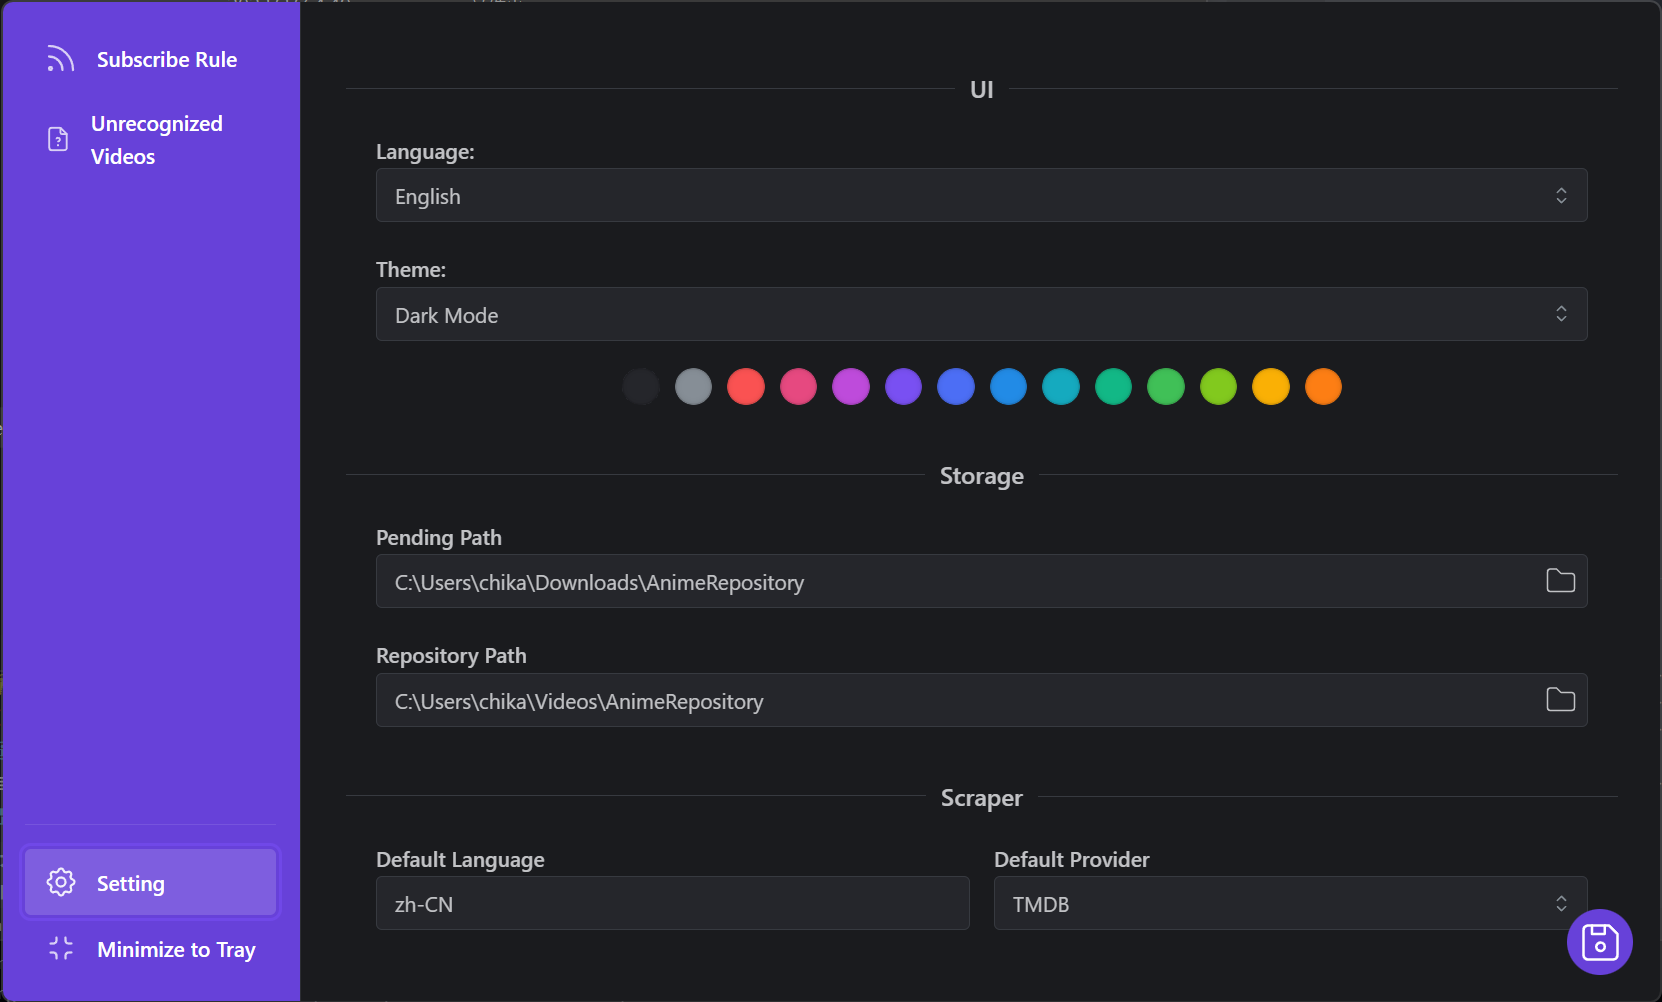 Subscribe Rule
Unrecognized
Videos
Setting
Minimize to Tray
UI
Language:
English
Theme:
Dark Mode
Storage
Pending Path
C:\Users\chika\Downloads\AnimeRepository
Repository Path
C:\Users\chika\Videos\AnimeRepository
Scraper
Default Language
zh-CN
Default Provider
TMDB